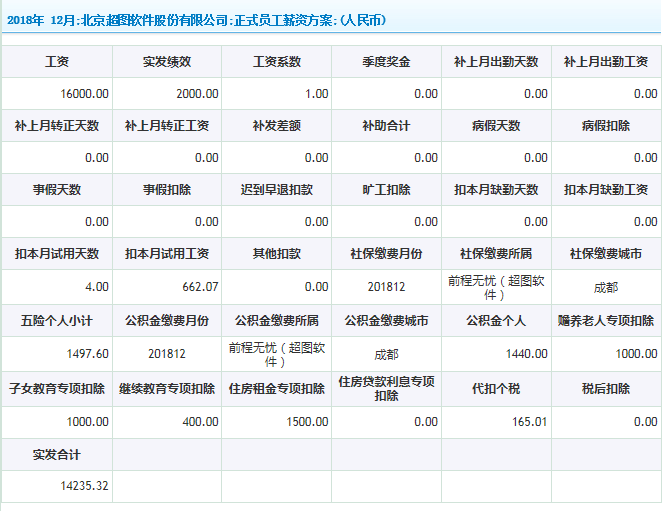 2018年 12月:北京超图软件股份有限公司:正式员工薪资方案:(人民币)
工资 实发绩效 工资系数 季度奖金 补上月出勤天数 补上月出勤工资
16000.00 2000.00 1.00 0.00 0.00 0.00
补上月转正天数 补上月转正工资 补发差额 补助合计 病假天数 病假扣除
0.00 0.00 0.00 0.00 0.00 0.00
事假天数 事假扣除 迟到早退扣款 旷工扣除 扣本月缺勤天数 扣本月缺勤工资
0.00 0.00 0.00 0.00 0.00 0.00
扣本月试用天数 扣本月试用工资 其他扣款 社保缴费月份 社保缴费所属 社保缴费城市
4.00 662.07 0.00 201812 前程无忧（超图软件） 成都
五险个人小计 公积金缴费月份 公积金缴费所属 公积金缴费城市 公积金个人 赡养老人专项扣除
1497.60 201812 前程无忧（超图软件） 成都 1440.00 1000.00
子女教育专项扣除 继续教育专项扣除 住房租金专项扣除 住房贷款利息专项扣除 代扣个税 税后扣除
1000.00 400.00 1500.00 0.00 165.01 0.00
实发合计
14235.32